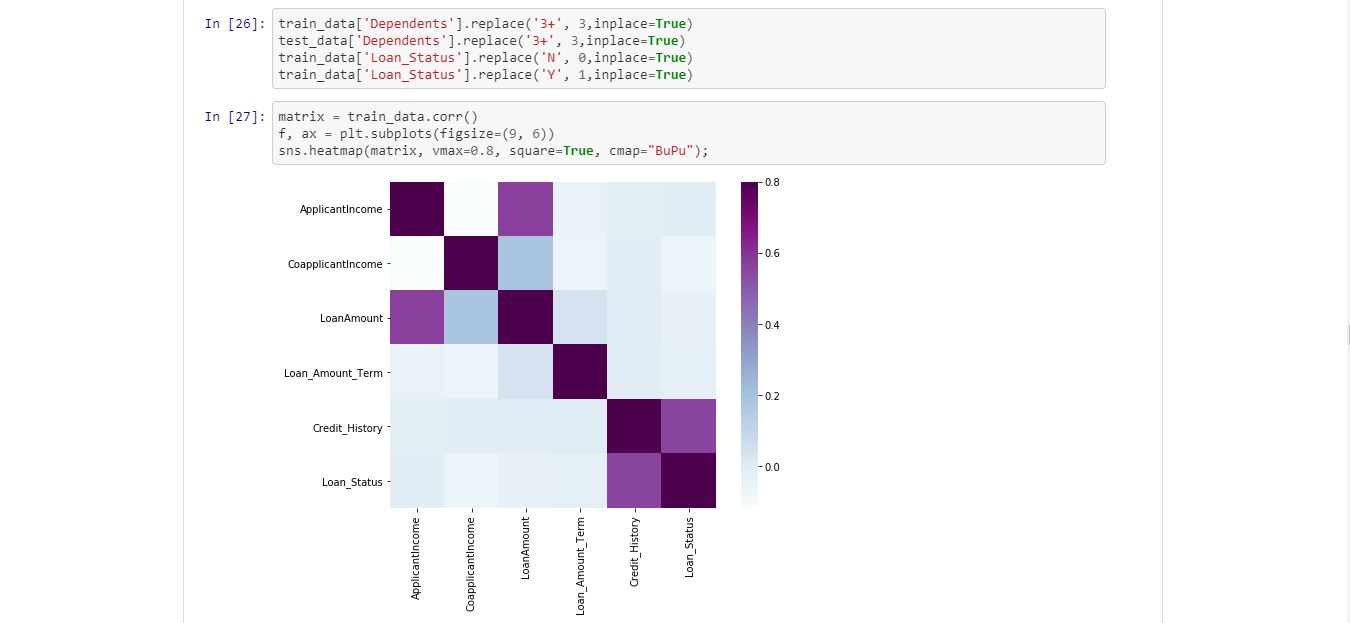 In [26]: train_data['Dependents'].replace('3+', 3,inplace=True)
test_data['Dependents'].replace('3+', 3,inplace=True)
train_data['Loan_Status'].replace('N', 0,inplace=True)
train_data['Loan_Status'].replace('Y', 1,inplace=True)
In [27]: matrix = train_data.corr()
f, ax = plt.subplots(figsize=(9, 6))
sns.heatmap(matrix, vmax=0.8, square=True, cmap="BuPu");
ApplicantIncome
CoapplicantIncome
LoanAmount
Loan_Amount_Term
Credit_History
Loan_Status
ApplicantIncome
CoapplicantIncome
LoanAmount
Loan_Amount_Term
Credit_History
Loan_Status
0.8
0.6
0.4
0.2
0.0